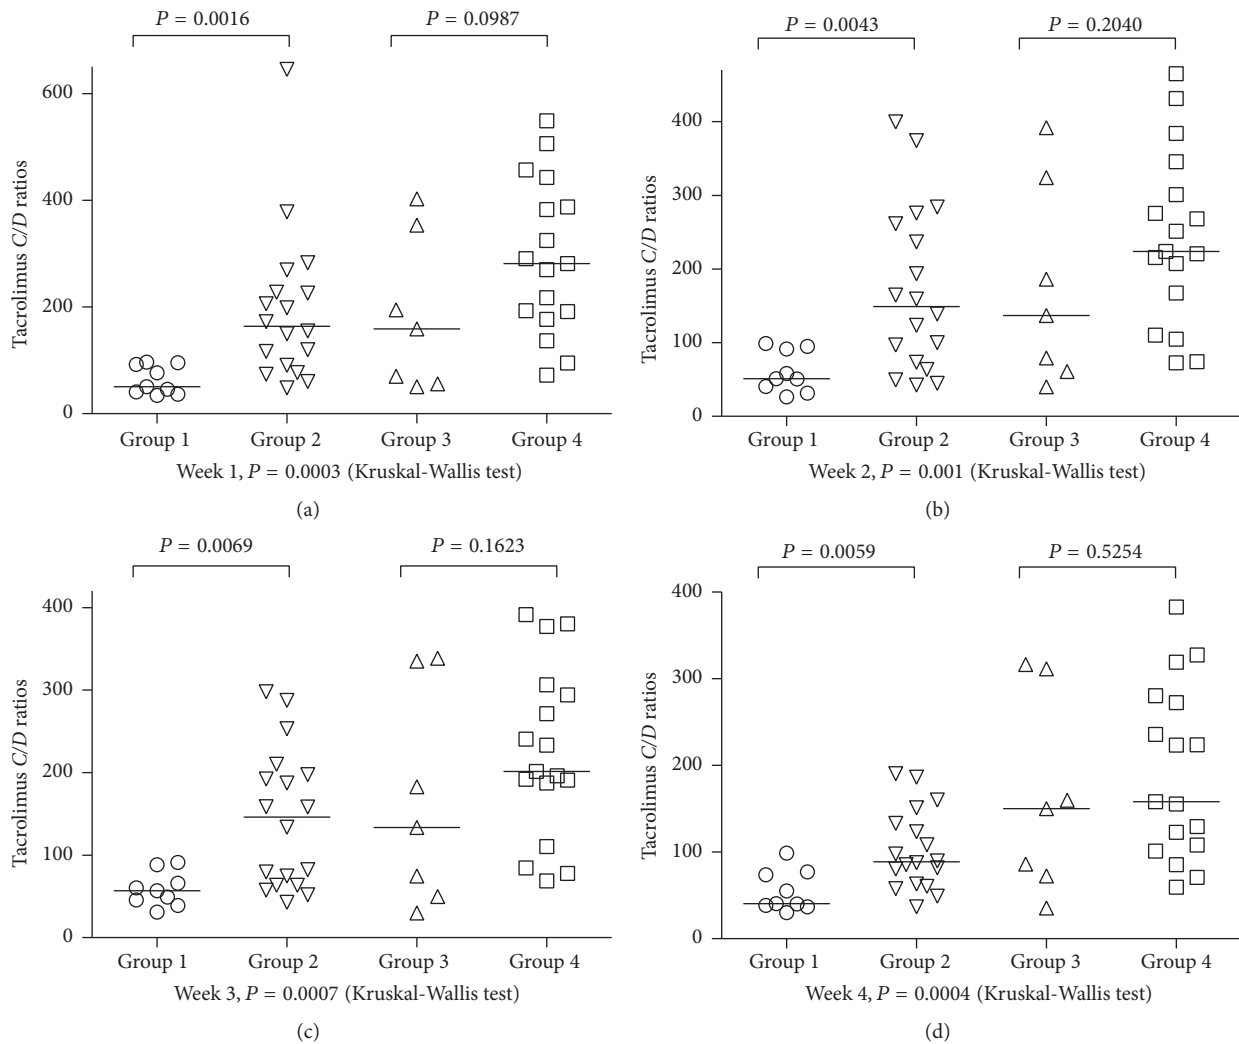 P = 0.0016
P = 0.0987
Tacrolimus C/D ratios
600
400
200
0
Group 1 Group 2 Group 3 Group 4
Week 1, P = 0.0003 (Kruskal-Wallis test)
(a)
P = 0.0043
P = 0.2040
Tacrolimus C/D ratios
400
300
200
100
0
Group 1 Group 2 Group 3 Group 4
Week 2, P = 0.001 (Kruskal-Wallis test)
(b)
P = 0.0069
P = 0.1623
Tacrolimus C/D ratios
400
300
200
100
0
Group 1 Group 2 Group 3 Group 4
Week 3, P = 0.0007 (Kruskal-Wallis test)
(c)
P = 0.0059
P = 0.5254
Tacrolimus C/D ratios
400
300
200
100
0
Group 1 Group 2 Group 3 Group 4
Week 4, P = 0.0004 (Kruskal-Wallis test)
(d)